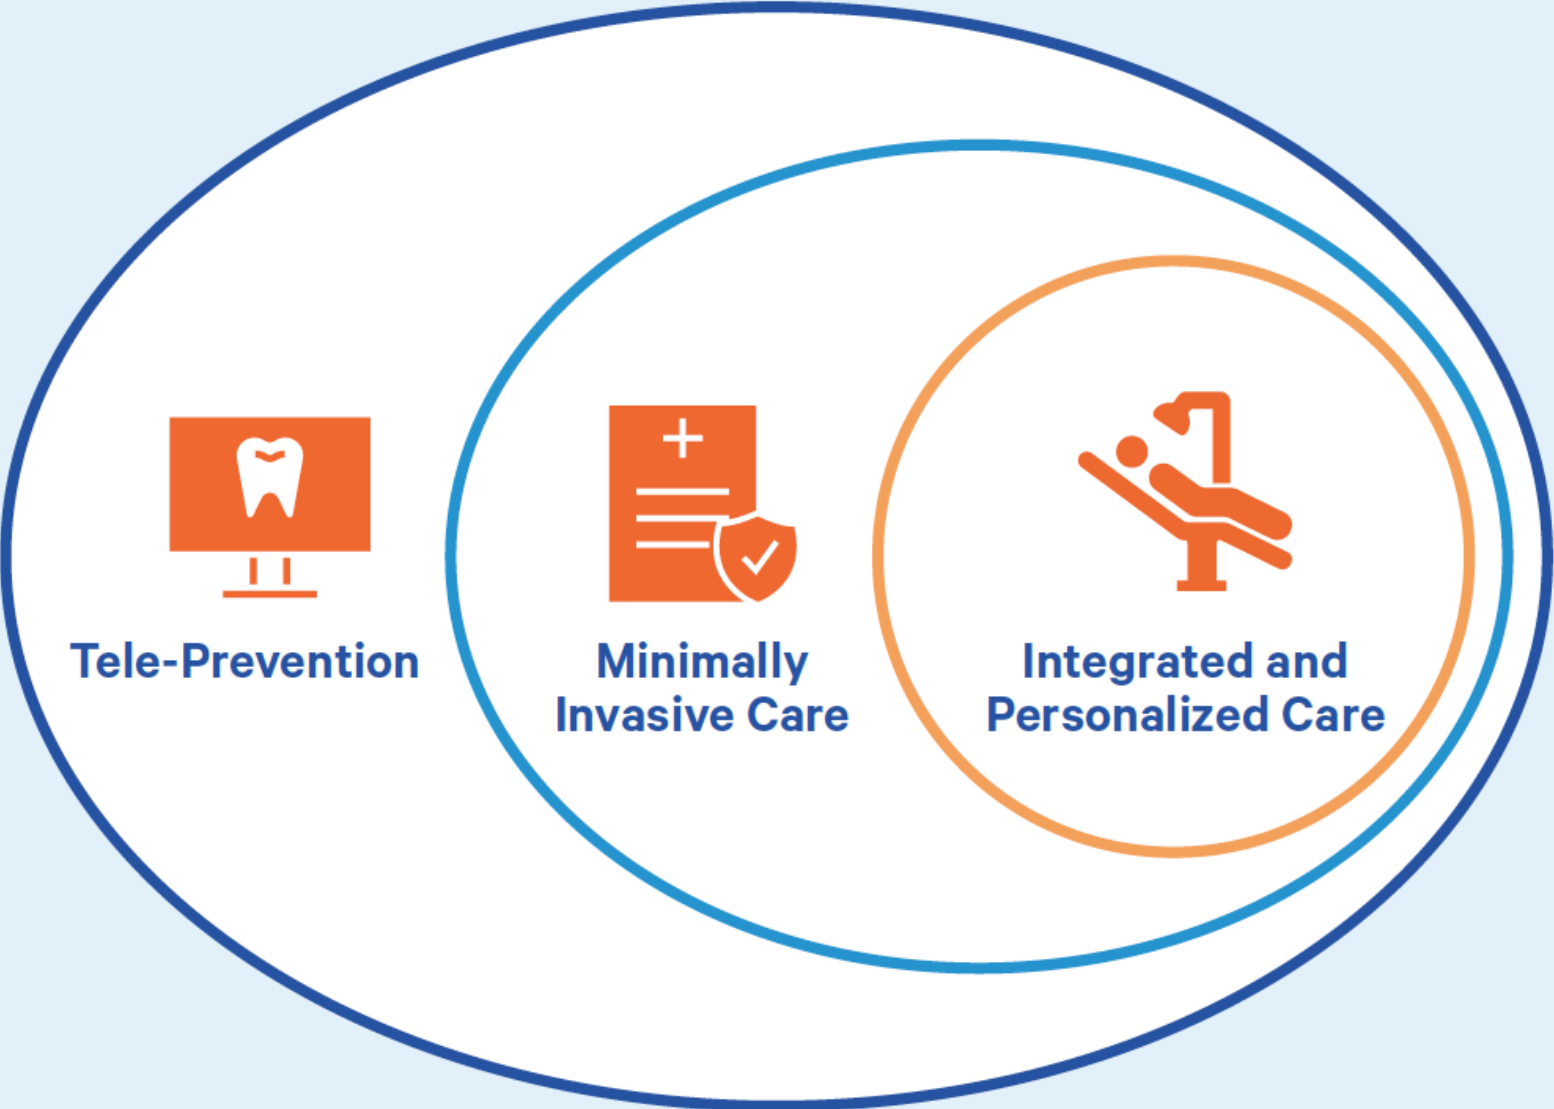 Tele-Prevention
Minimally
Invasive Care
Integrated and
Personalized Care